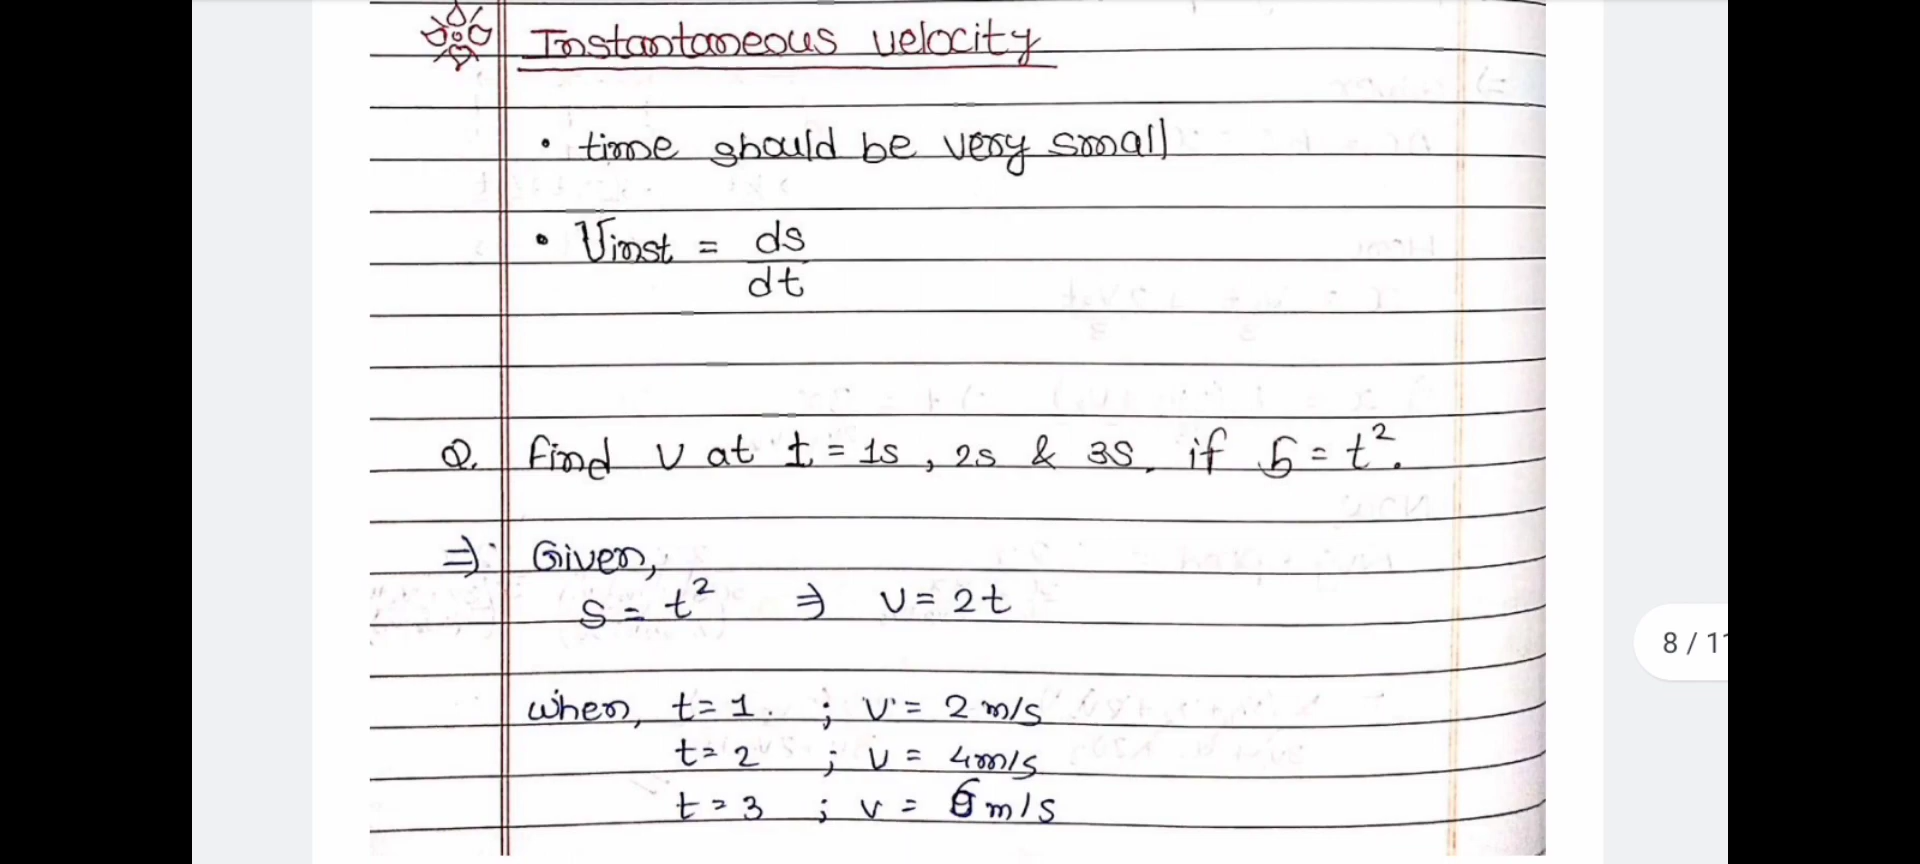 Instantaneous velocity
• time should be very small
• Vinst = ds
dt
Q. find v at t = 1s, 2s & 3s. if s = t².
⇒ Given,
s = t² ⇒ v = 2t
when, t = 1 ; v = 2 m/s
t = 2 ; v = 4 m/s
t = 3 ; v = 6 m/s
8 / 11